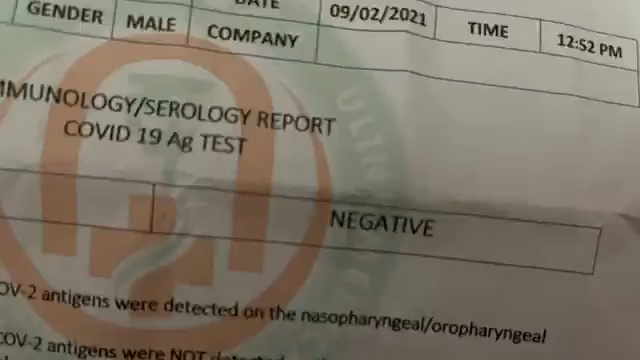 DATE 09/02/2021 TIME 12:52 PM
GENDER MALE COMPANY
IMMUNOLOGY/SEROLOGY REPORT
COVID 19 Ag TEST
NEGATIVE
OV-2 antigens were detected on the nasopharyngeal/oropharyngeal
COV-2 antigens were NOT